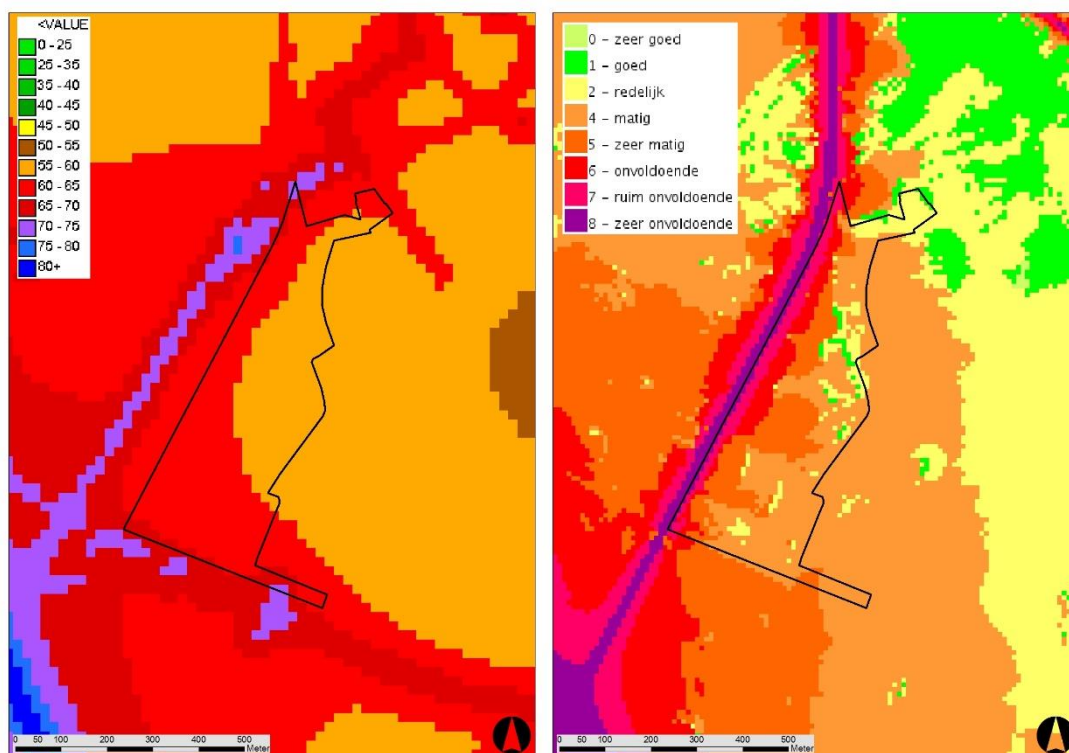 <VALUE
0 - 25
25 - 35
35 - 40
40 - 45
45 - 50
50 - 55
55 - 60
60 - 65
65 - 70
70 - 75
75 - 80
80+
0 50 100 200 300 400 500
Meter
0 – zeer goed
1 – goed
2 – redelijk
4 – matig
5 – zeer matig
6 – onvoldoende
7 – ruim onvoldoende
8 – zeer onvoldoende
0 50 100 200 300 400 500
Meter